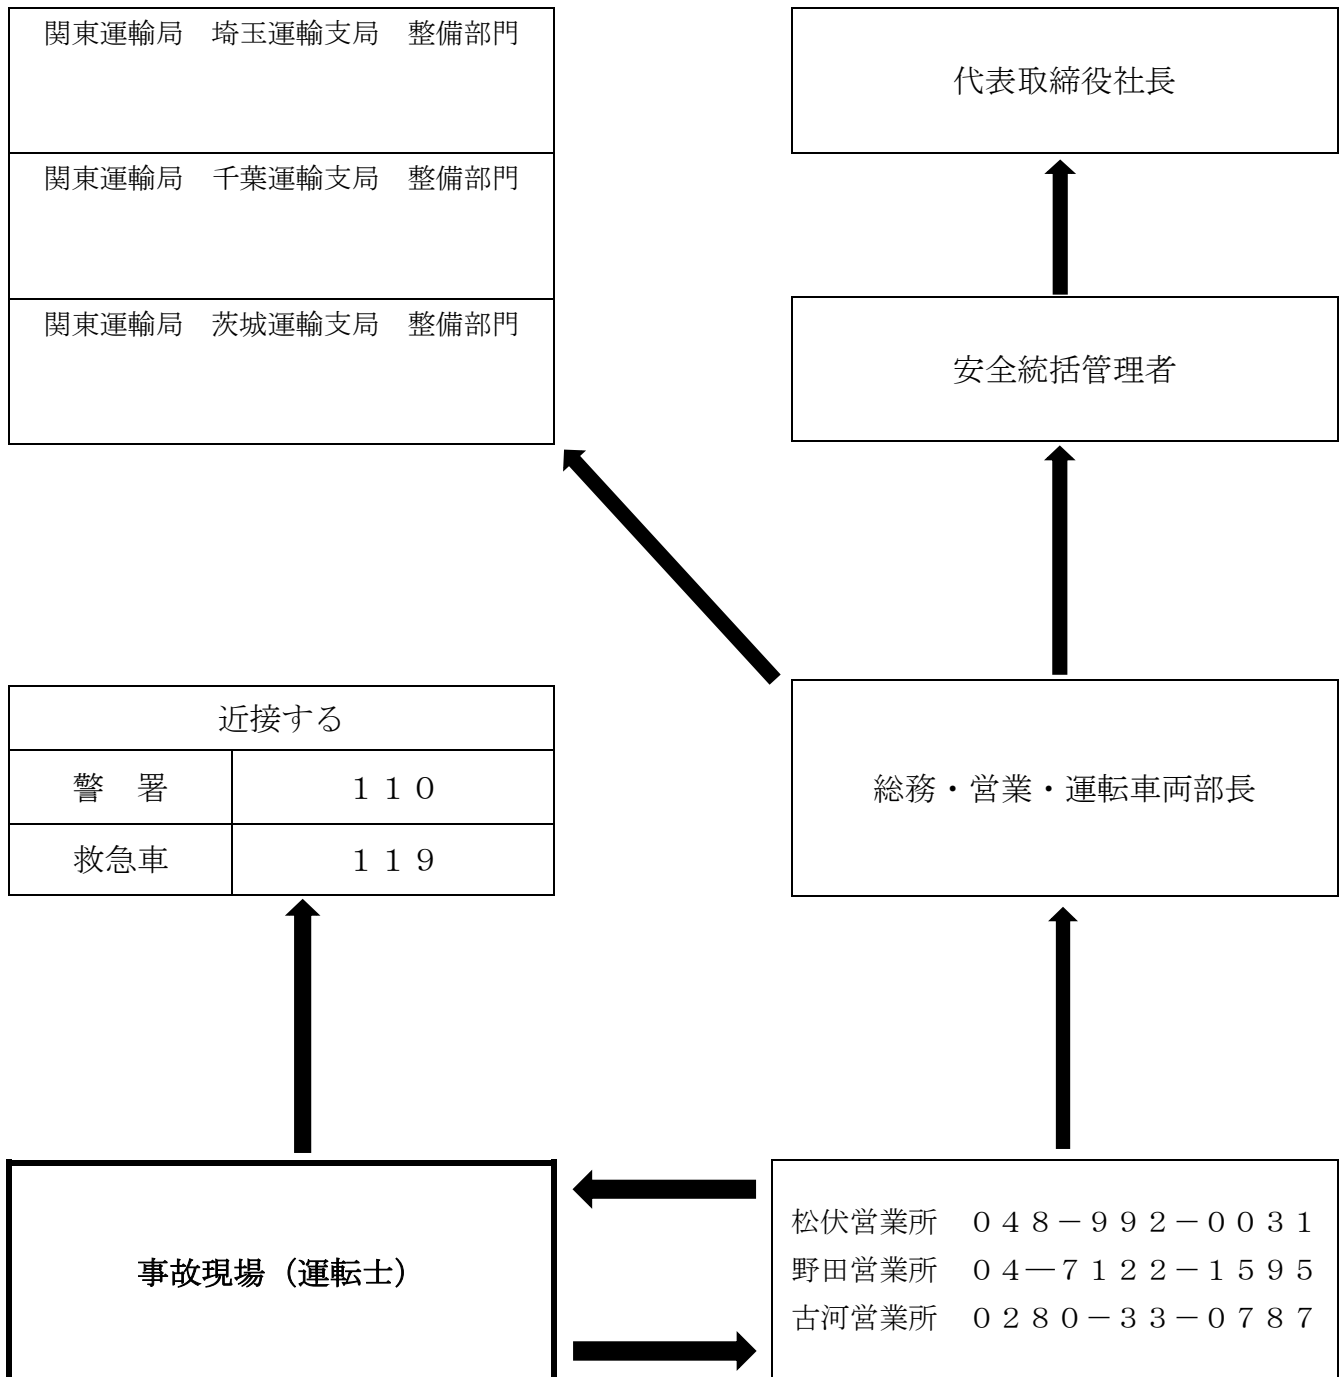 関東運輸局　埼玉運輸支局　整備部門
関東運輸局　千葉運輸支局　整備部門
関東運輸局　茨城運輸支局　整備部門
代表取締役社長
安全統括管理者
総務・営業・運転車両部長
近接する
警　署　１１０
救急車　１１９
事故現場（運転士）
松伏営業所　０４８－９９２－００３１
野田営業所　０４―７１２２－１５９５
古河営業所　０２８０－３３－０７８７